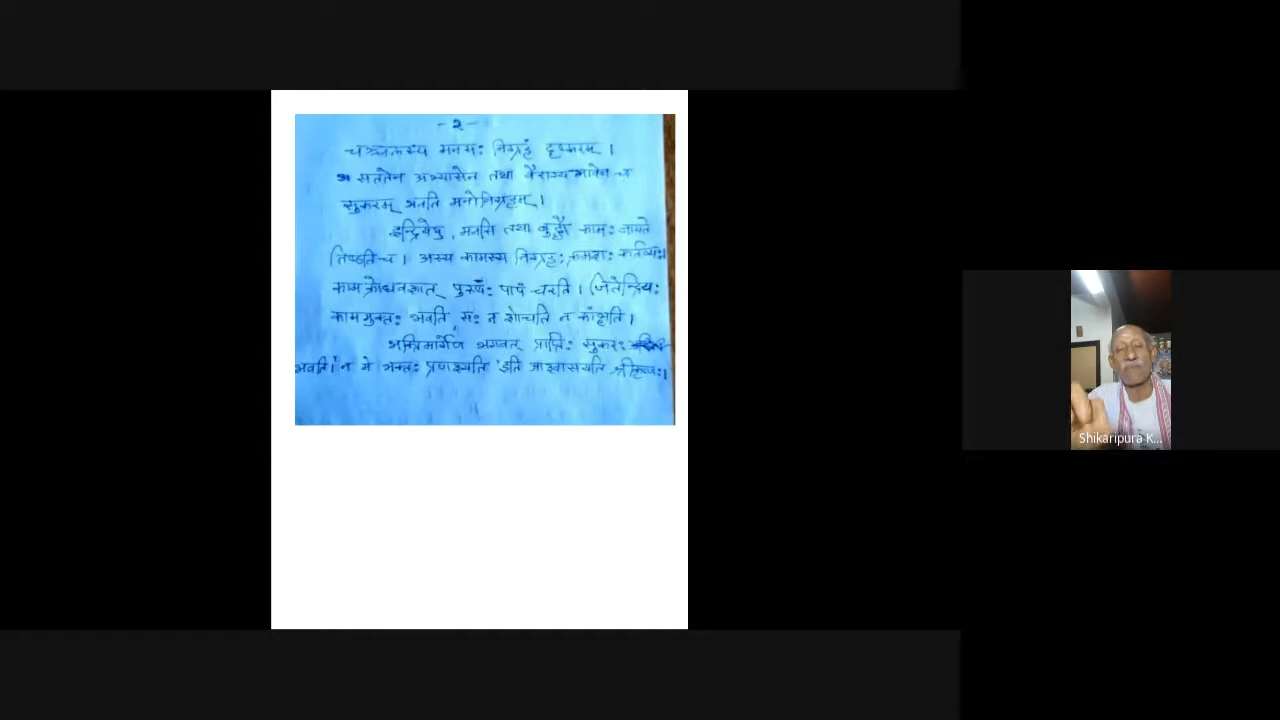 -२-
चञ्चलस्य मनसः निग्रहं दुष्करम् ।
सततेन अभ्यासेन तथा वैराग्यभावेन च
सुकरम् भवति मनोनिग्रहम् ।
इन्द्रियेषु, मनसि तथा बुद्धौ कामः जायते
तिष्ठति च । अस्य कामस्य निग्रहः क्रमशः कर्तव्यः।
कामक्रोधवशात् पुरुषः पापं चरति । जितेन्द्रियः
काममुक्तः भवति, सः न शोचति न कांक्षति ।
भक्तिमार्गेण भगवत् प्राप्तिः सुकरः
भवति। 'न मे भक्तः प्रणश्यति' इति आश्वासयति श्रीकृष्णः।
Shikaripura K...